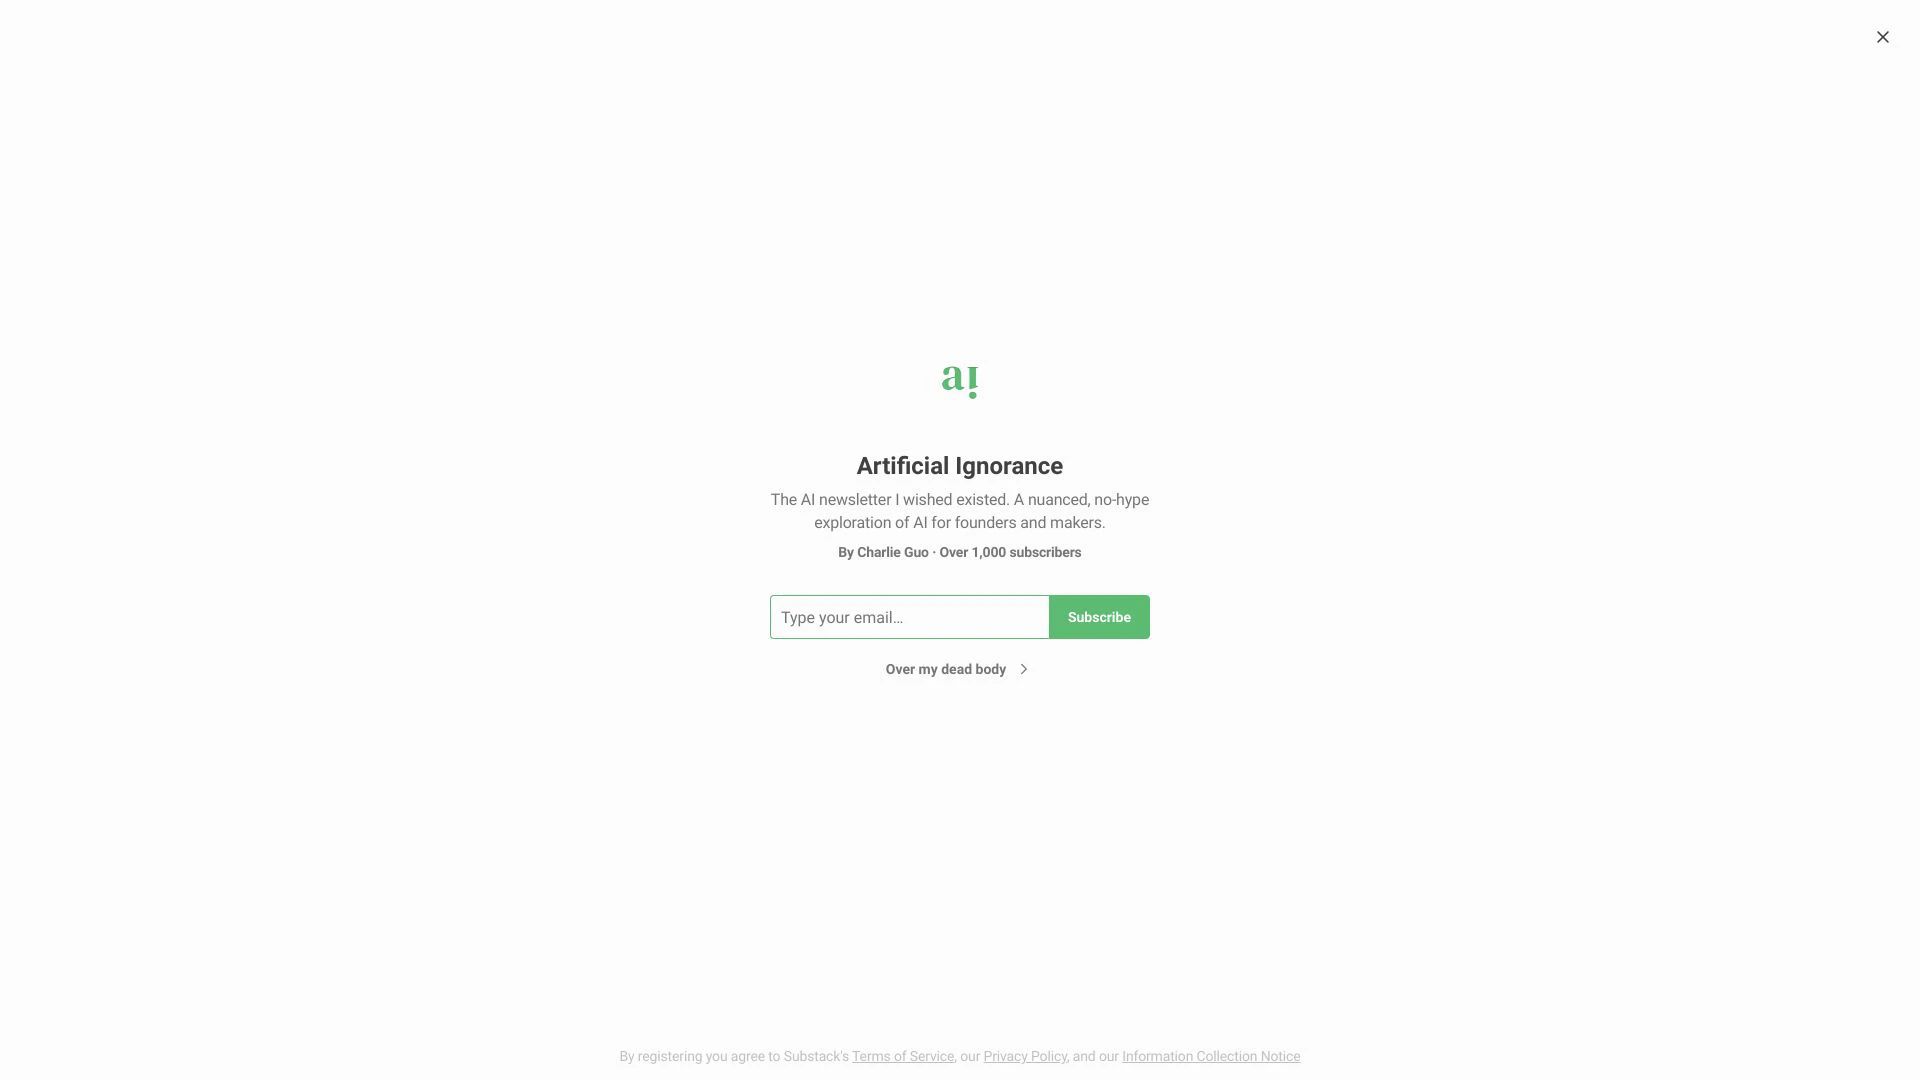 ai
Artificial Ignorance
The AI newsletter I wished existed. A nuanced, no-hype
exploration of AI for founders and makers.
By Charlie Guo · Over 1,000 subscribers
Type your email…
Subscribe
Over my dead body
By registering you agree to Substack's Terms of Service, our Privacy Policy, and our Information Collection Notice